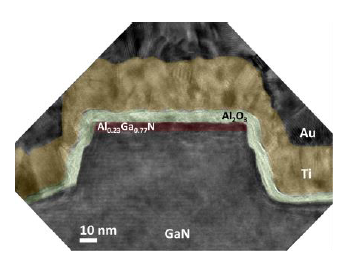 Al₂O₃
Al₀.₂₃Ga₀.₇₇N
Au
Ti
10 nm
GaN